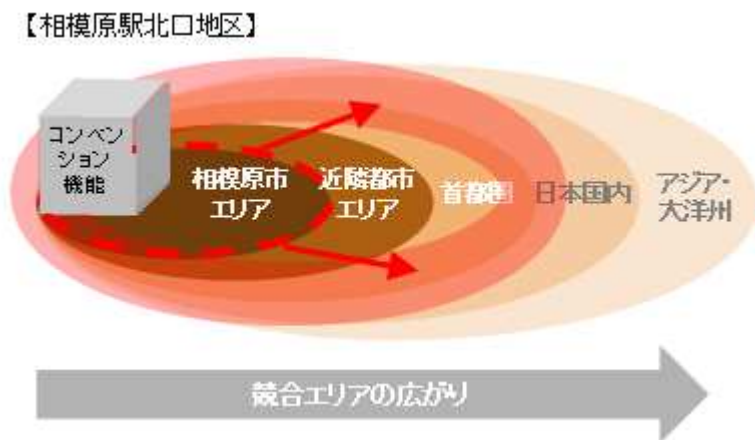 【相模原駅北口地区】
コンベン
ション
機能
相模原市
エリア
近隣都市
エリア
首都圏
日本国内
アジア・
大洋州
競合エリアの広がり